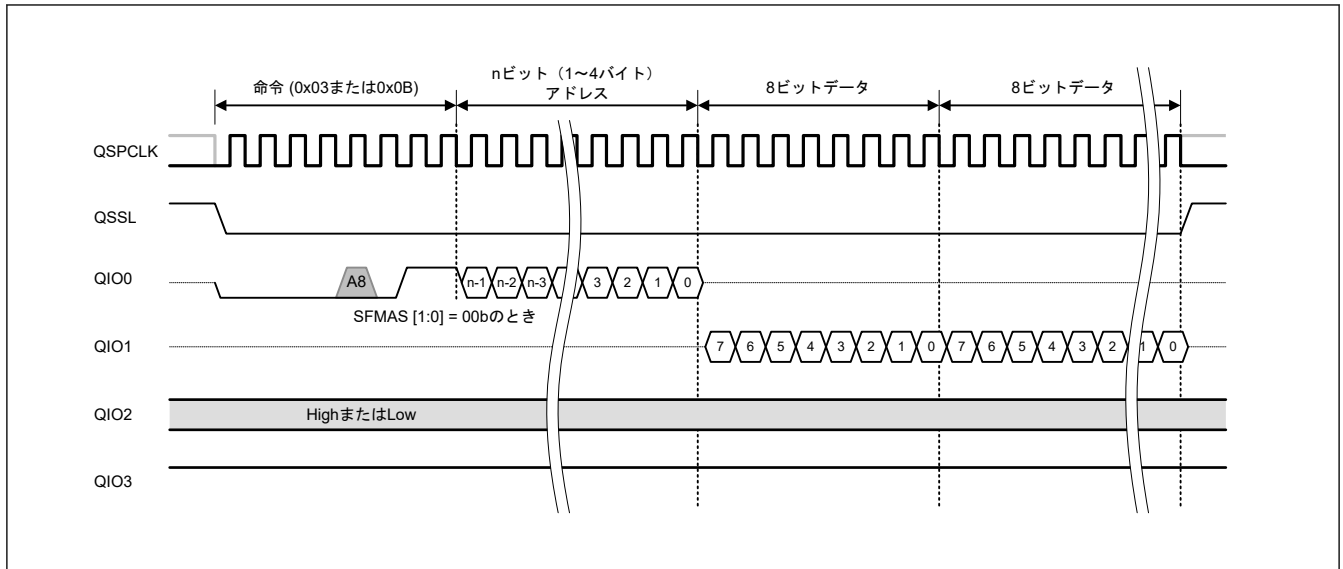 命令 (0x03または0x0B)
nビット（1～4バイト）
アドレス
8ビットデータ
8ビットデータ
QSPCLK
QSSL
QIO0
A8
n-1 n-2 n-3 3 2 1 0
SFMAS [1:0] = 00bのとき
QIO1
7 6 5 4 3 2 1 0 7 6 5 4 3 2 1 0
QIO2
HighまたはLow
QIO3